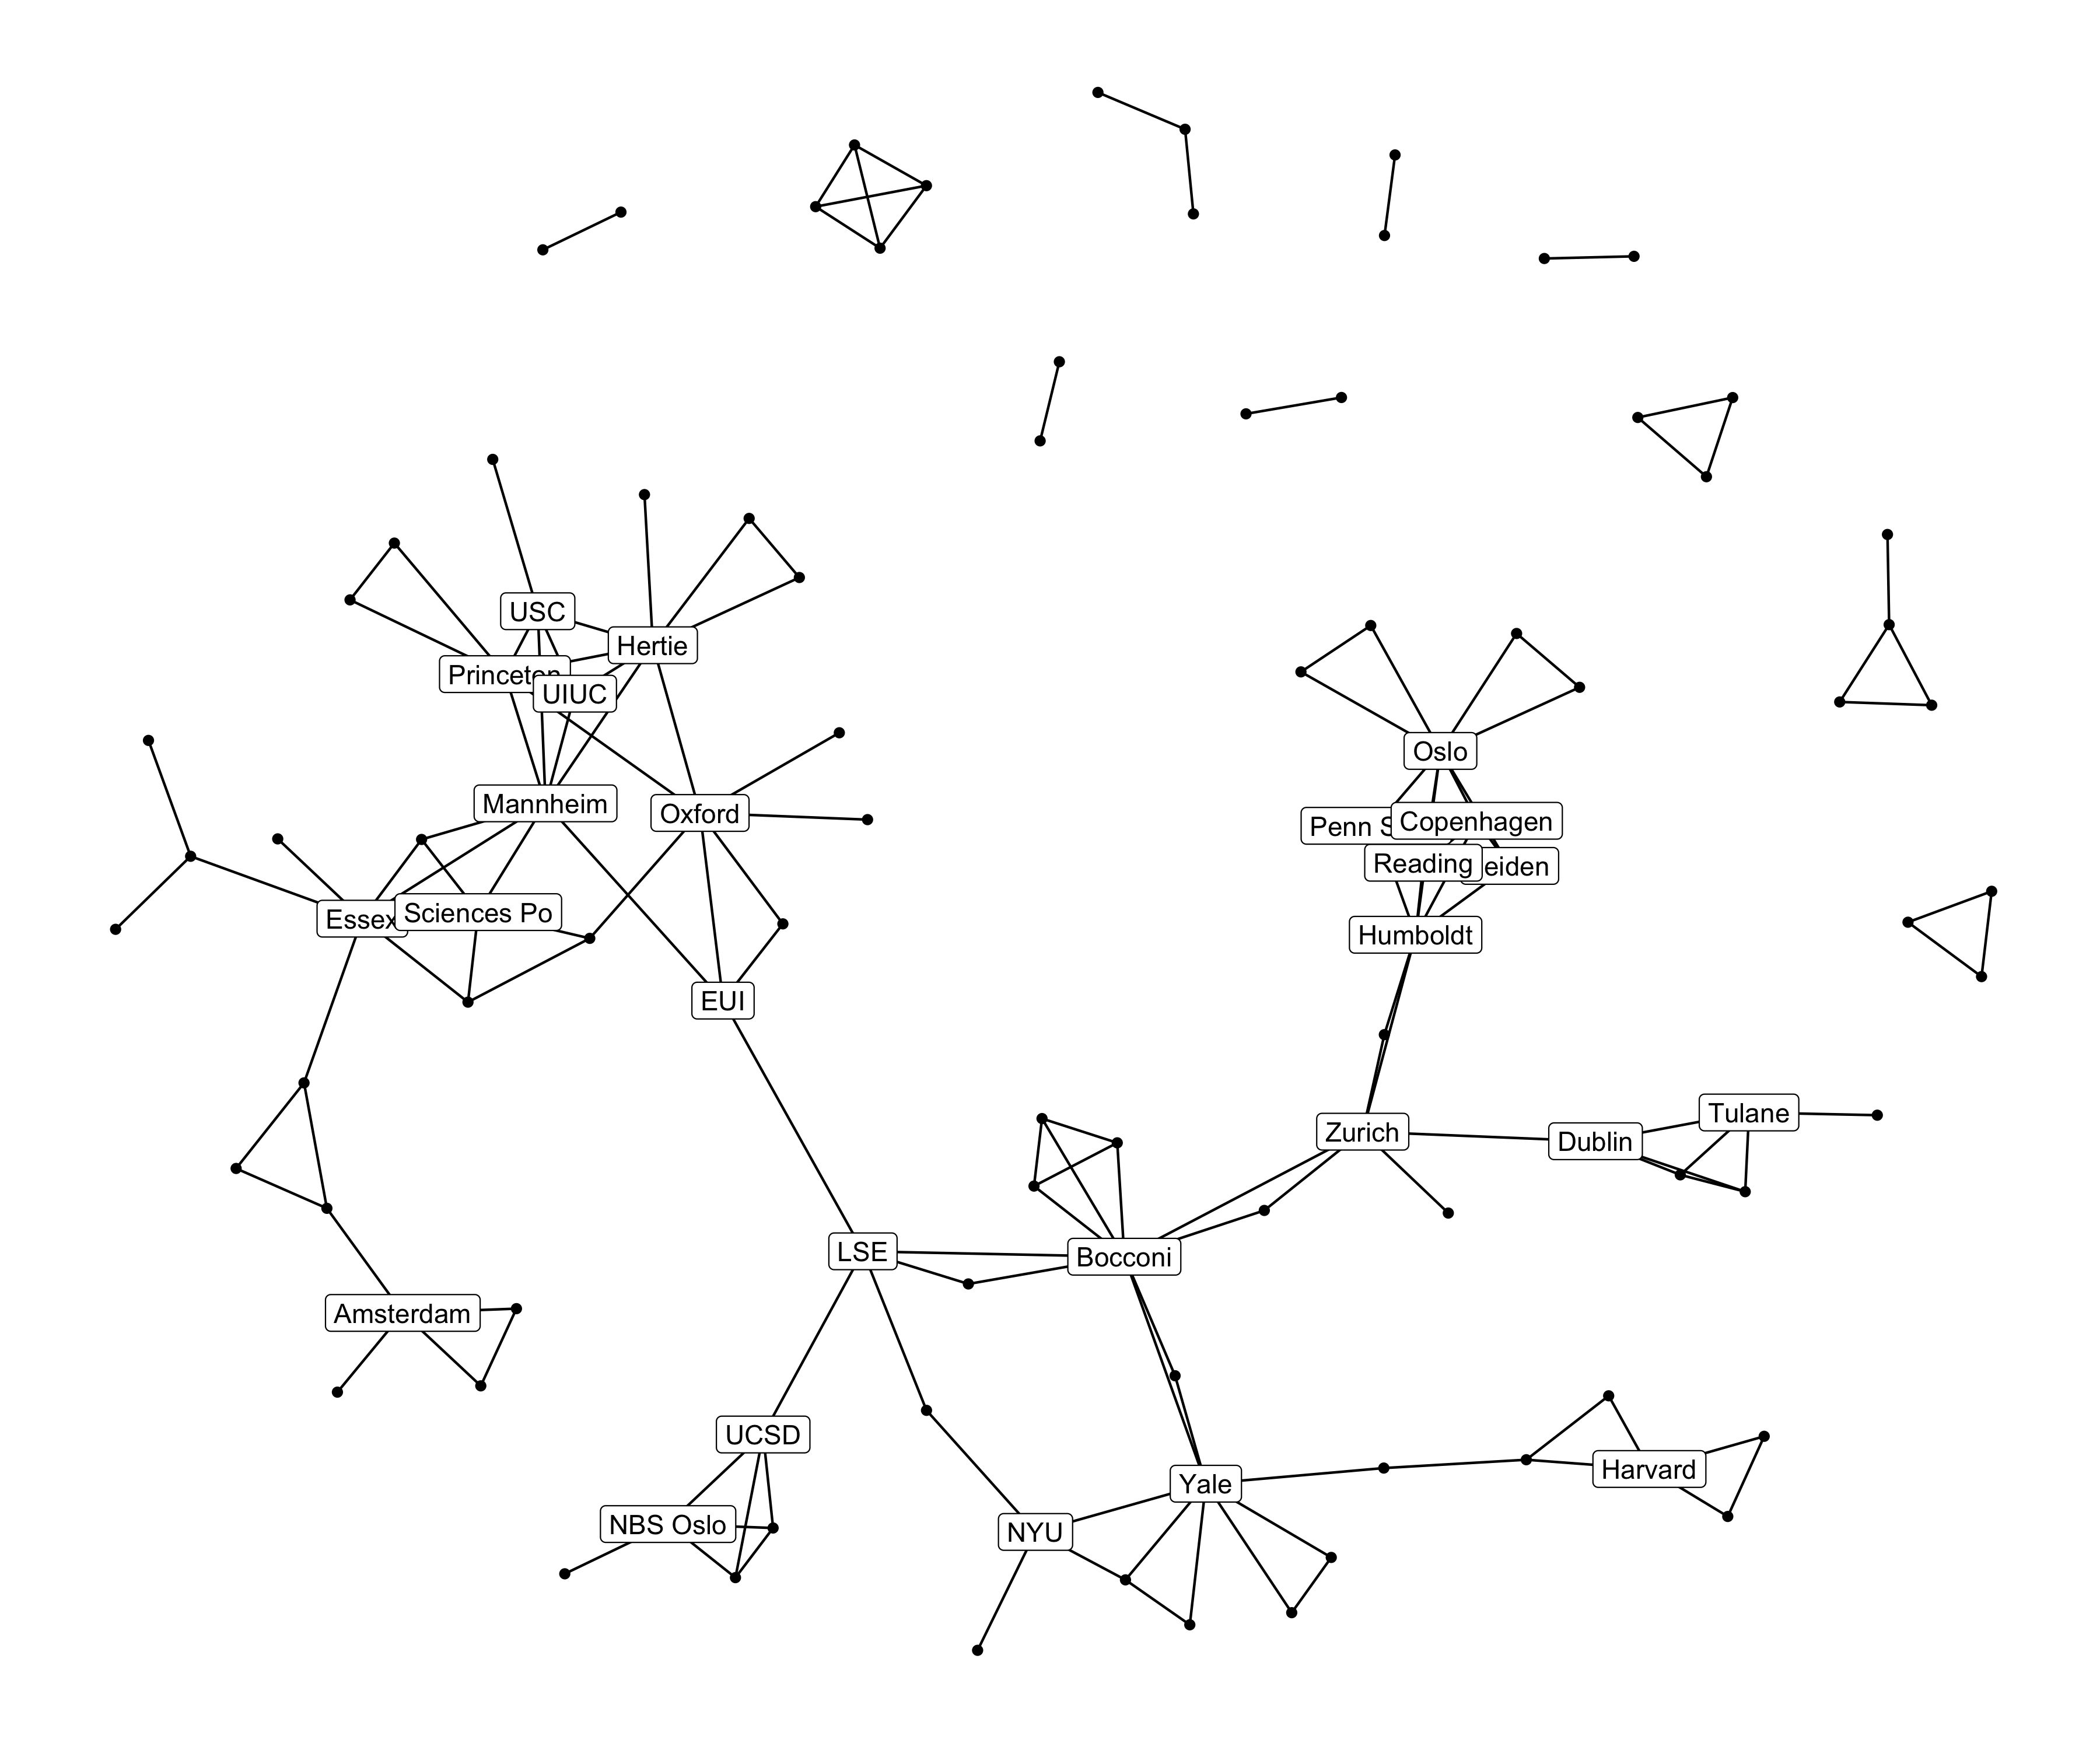 USC
Hertie
Princeton
UIUC
Mannheim
Oxford
Essex
Sciences Po
EUI
Oslo
Penn S
Copenhagen
Reading
eiden
Humboldt
Zurich
Dublin
Tulane
LSE
Bocconi
Amsterdam
UCSD
NBS Oslo
NYU
Yale
Harvard